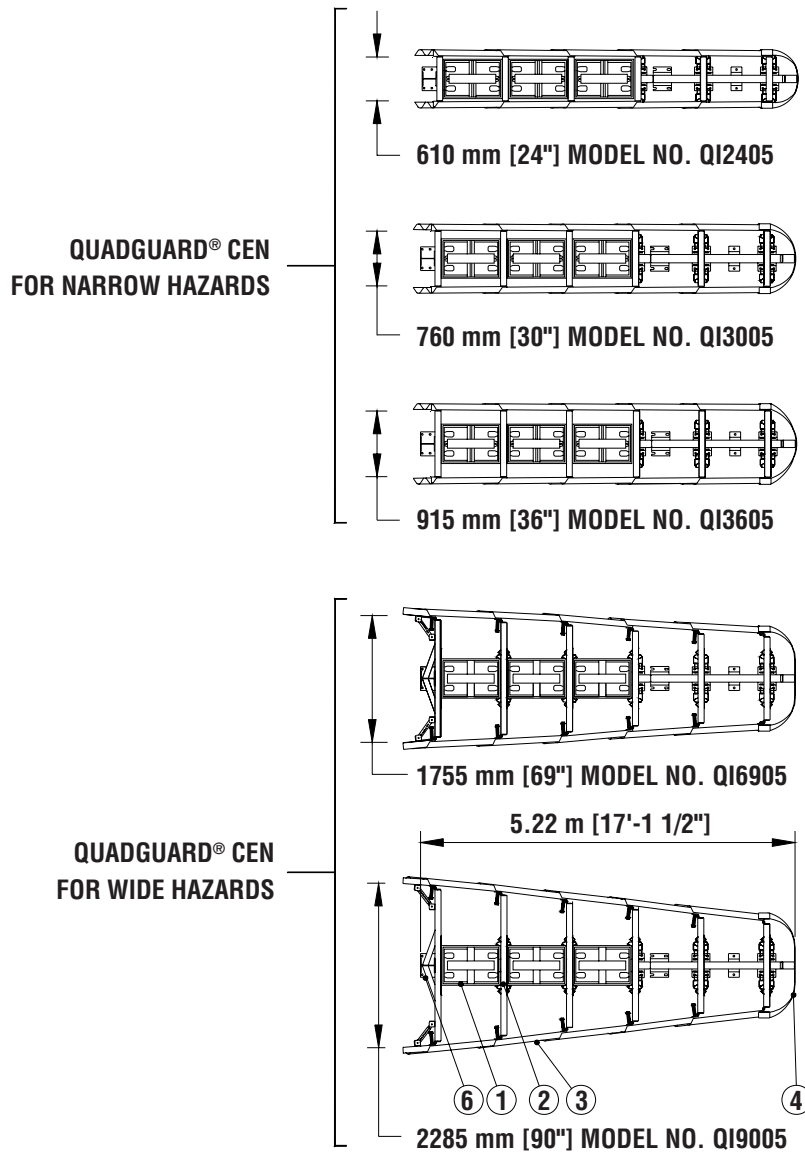 610 mm [24"] MODEL NO. QI2405
QUADGUARD® CEN
FOR NARROW HAZARDS
760 mm [30"] MODEL NO. QI3005
915 mm [36"] MODEL NO. QI3605
1755 mm [69"] MODEL NO. QI6905
5.22 m [17'-1 1/2"]
QUADGUARD® CEN
FOR WIDE HAZARDS
6 1 2 3 4
2285 mm [90"] MODEL NO. QI9005